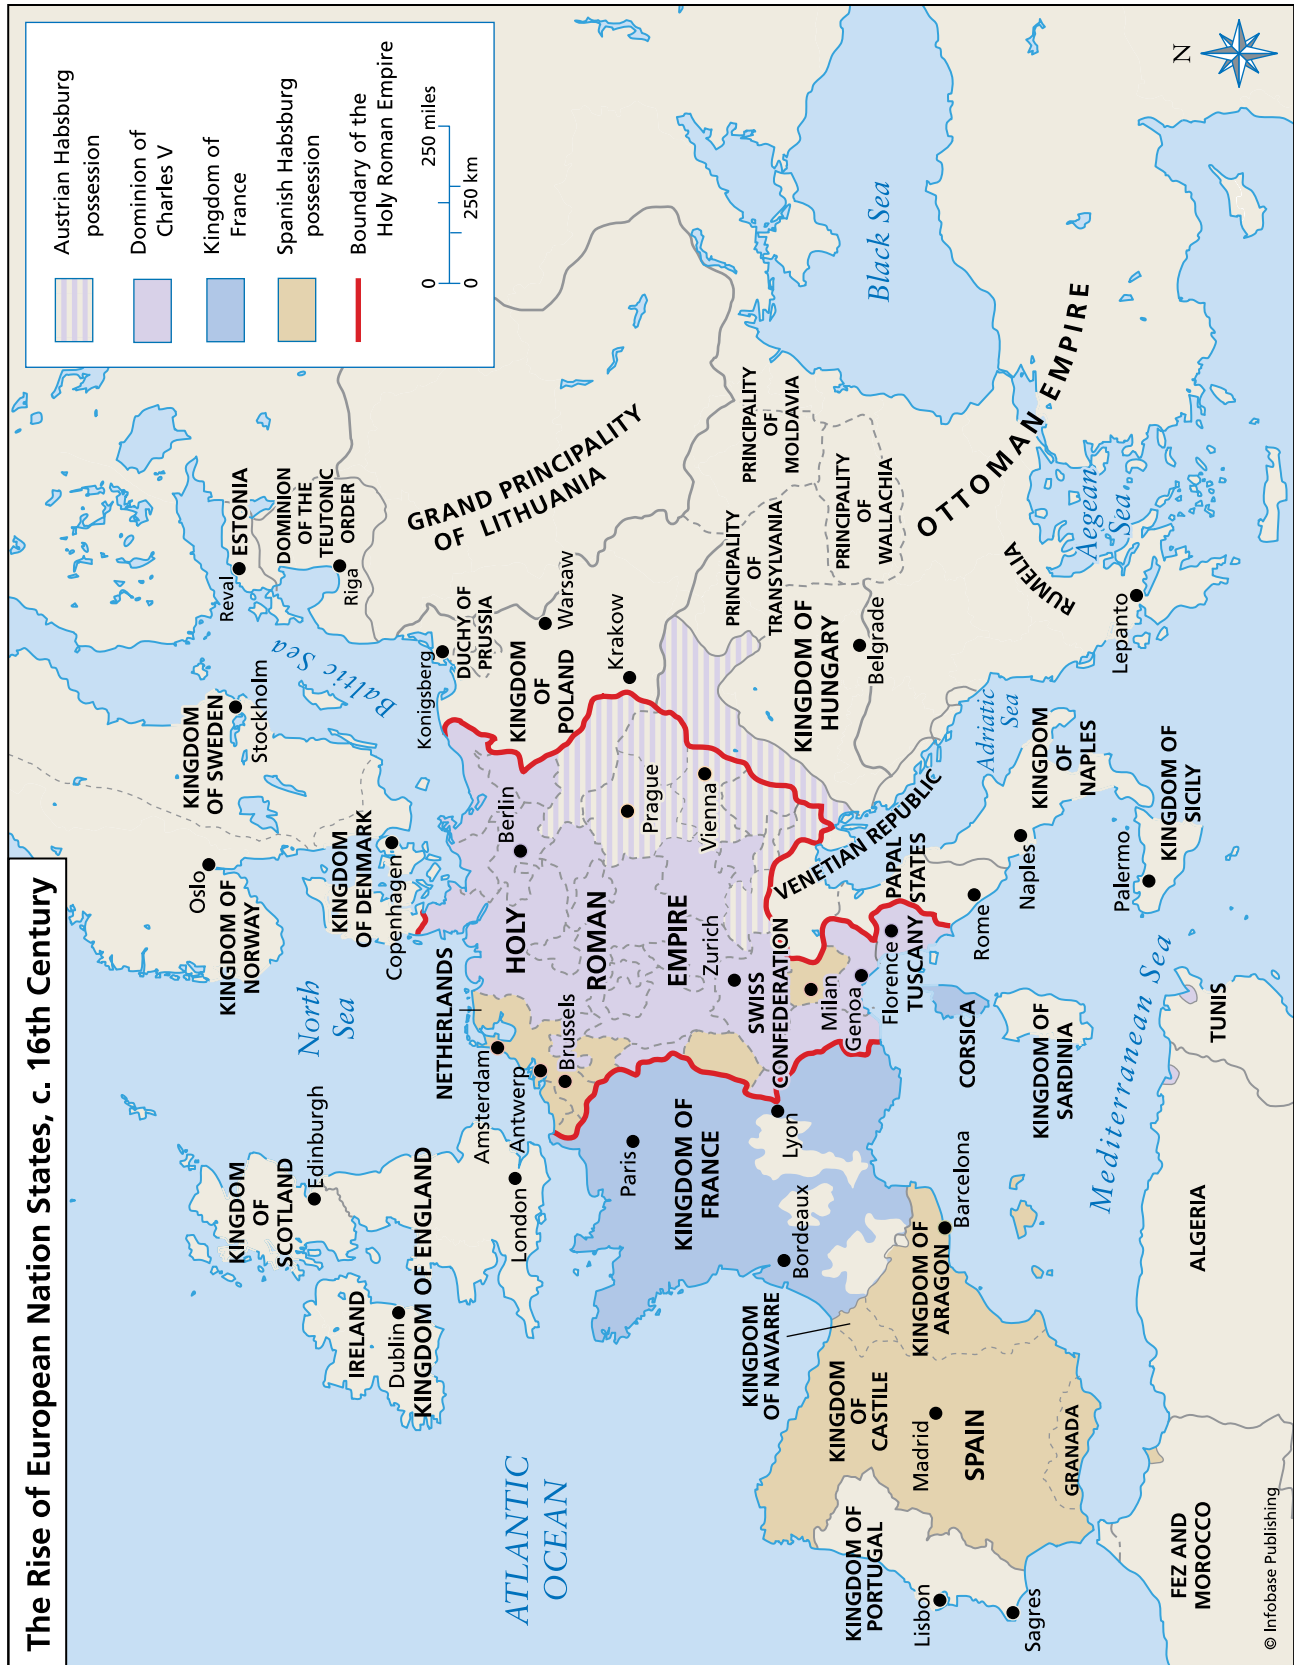 The Rise of European Nation States, c. 16th Century
Austrian Habsburg
possession
Dominion of
Charles V
Kingdom of
France
Spanish Habsburg
possession
Boundary of the
Holy Roman Empire
0
250 miles
0
250 km
N
Oslo
KINGDOM OF
NORWAY
KINGDOM
OF SWEDEN
Stockholm
Reval
ESTONIA
DOMINION
OF THE
TEUTONIC
ORDER
Riga
Baltic Sea
KINGDOM
OF DENMARK
Copenhagen
North
Sea
KINGDOM
OF
SCOTLAND
Edinburgh
IRELAND
Dublin
KINGDOM OF ENGLAND
London
NETHERLANDS
Amsterdam
Antwerp
Brussels
Konigsberg
DUCHY OF
PRUSSIA
GRAND PRINCIPALITY
OF LITHUANIA
KINGDOM
OF
POLAND
Warsaw
Krakow
Berlin
HOLY
ROMAN
EMPIRE
Prague
Vienna
Zurich
SWISS
CONFEDERATION
ATLANTIC
OCEAN
Paris
KINGDOM OF
FRANCE
Lyon
Bordeaux
Milan
Genoa
Florence
TUSCANY
VENETIAN REPUBLIC
PAPAL
STATES
Rome
Adriatic
Sea
KINGDOM
OF
NAPLES
Naples
KINGDOM OF
SICILY
Palermo
CORSICA
KINGDOM OF
SARDINIA
Mediterranean Sea
KINGDOM OF
HUNGARY
Belgrade
PRINCIPALITY
OF
TRANSYLVANIA
PRINCIPALITY
OF
MOLDAVIA
PRINCIPALITY
OF
WALLACHIA
Black Sea
OTTOMAN EMPIRE
RUMELIA
Aegean
Sea
Lepanto
KINGDOM
OF NAVARRE
KINGDOM OF
ARAGON
Barcelona
KINGDOM
OF
CASTILE
Madrid
SPAIN
GRANADA
KINGDOM OF
PORTUGAL
Lisbon
Sagres
FEZ AND
MOROCCO
ALGERIA
TUNIS
© Infobase Publishing